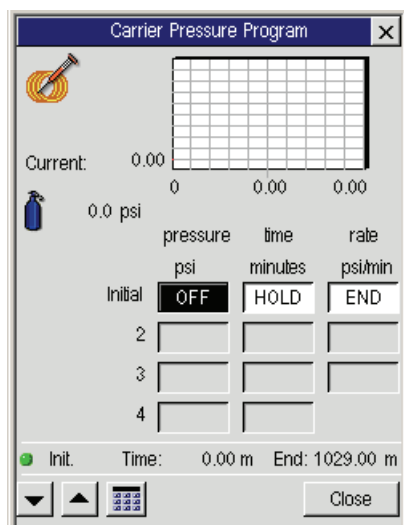 Carrier Pressure Program
Current: 0.00
0 0.00 0.00
0.0 psi
pressure time rate
psi minutes psi/min
Initial OFF HOLD END
2
3
4
Init. Time: 0.00 m End: 1029.00 m
Close